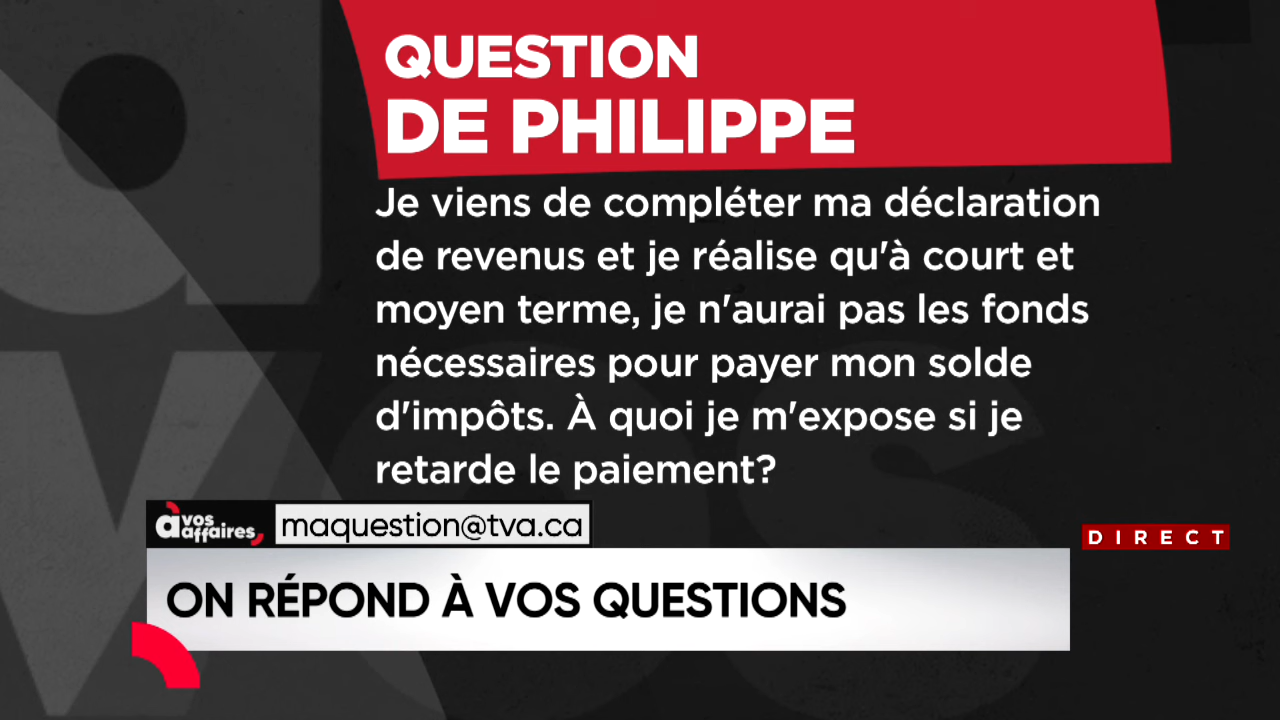 QUESTION
DE PHILIPPE
Je viens de compléter ma déclaration
de revenus et je réalise qu'à court et
moyen terme, je n'aurai pas les fonds
nécessaires pour payer mon solde
d'impôts. À quoi je m'expose si je
retarde le paiement?
à vos affaires
maquestion@tva.ca
DIRECT
ON RÉPOND À VOS QUESTIONS